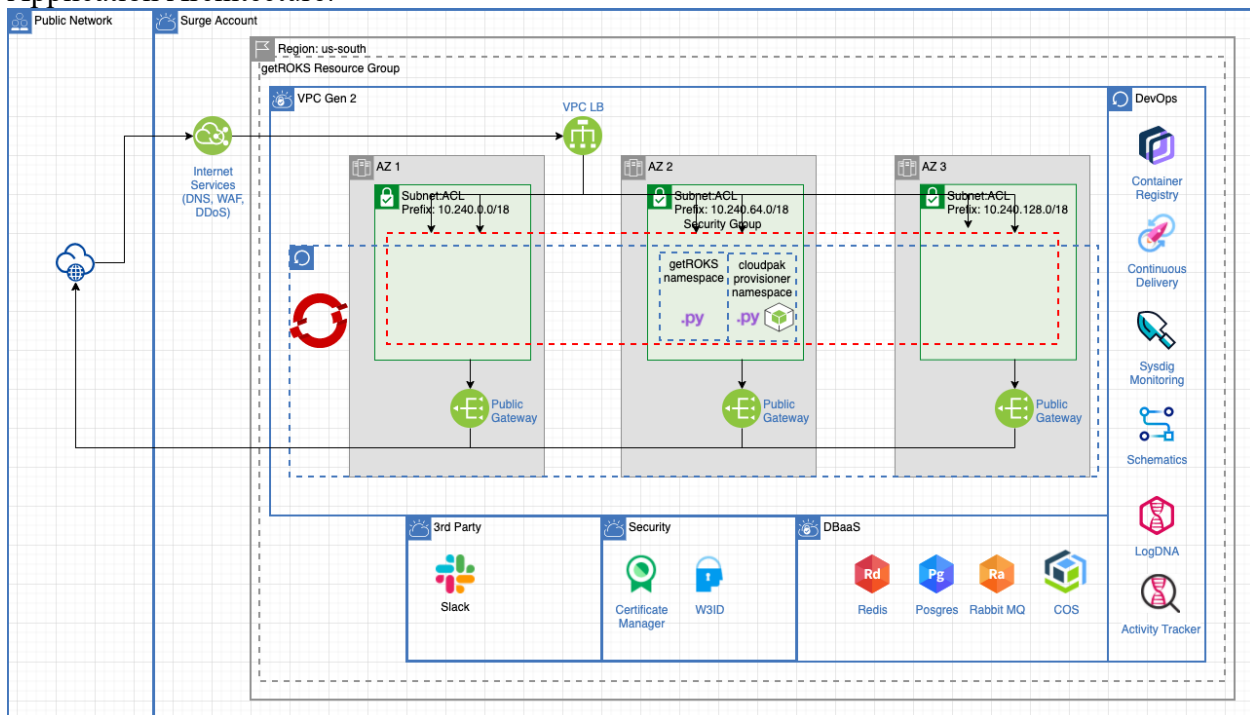 Application Architecture:
Public Network
Surge Account
Region: us-south
getROKS Resource Group
VPC Gen 2
DevOps
VPC LB
Internet
Services
(DNS, WAF,
DDoS)
AZ 1
Subnet:ACL
Prefix: 10.240.0.0/18
AZ 2
Subnet:ACL
Prefix: 10.240.64.0/18
Security Group
AZ 3
Subnet:ACL
Prefix: 10.240.128.0/18
getROKS
namespace
.py
cloudpak
provisioner
namespace
.py
Public
Gateway
Public
Gateway
Public
Gateway
Container
Registry
Continuous
Delivery
Sysdig
Monitoring
Schematics
LogDNA
Activity Tracker
3rd Party
Slack
Security
Certificate
Manager
W3ID
DBaaS
Rd
Redis
Pg
Posgres
Ra
Rabbit MQ
COS